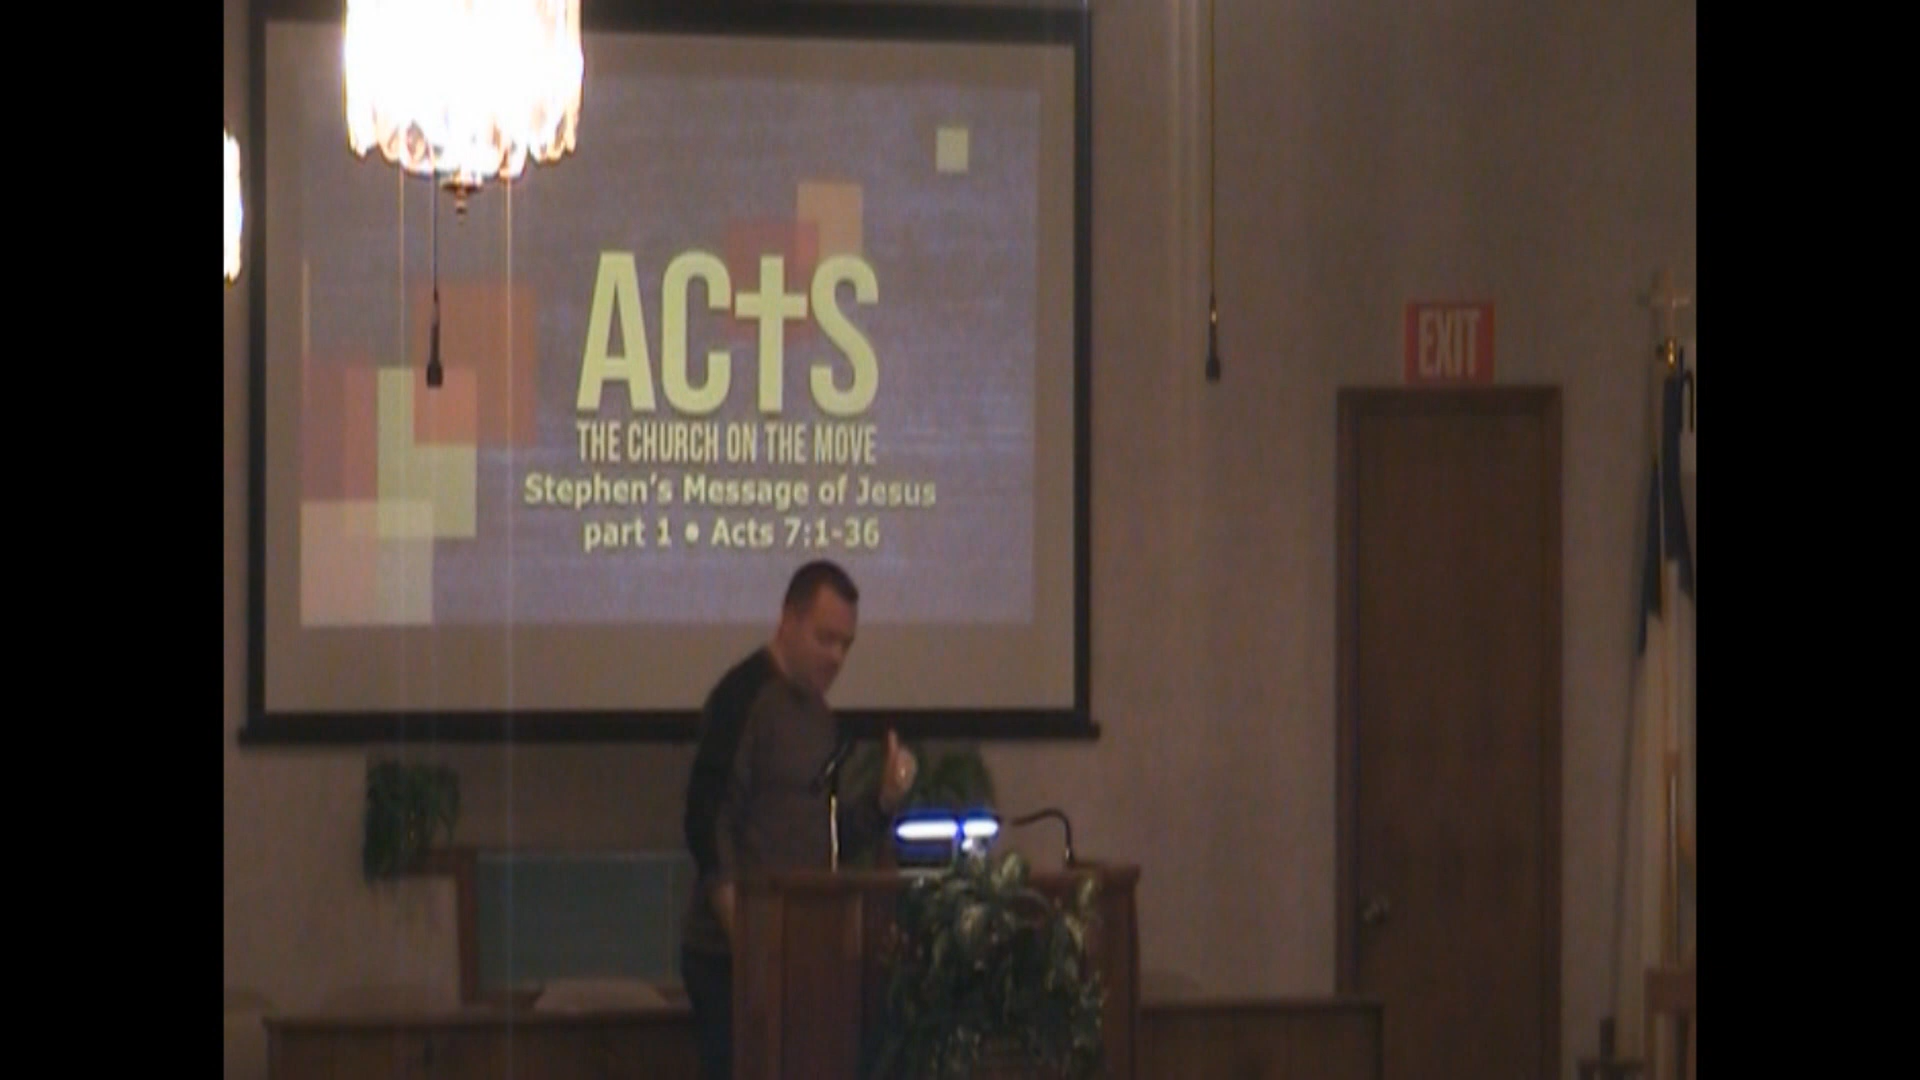 ACTS
THE CHURCH ON THE MOVE
Stephen's Message of Jesus
part 1 • Acts 7:1-36
EXIT